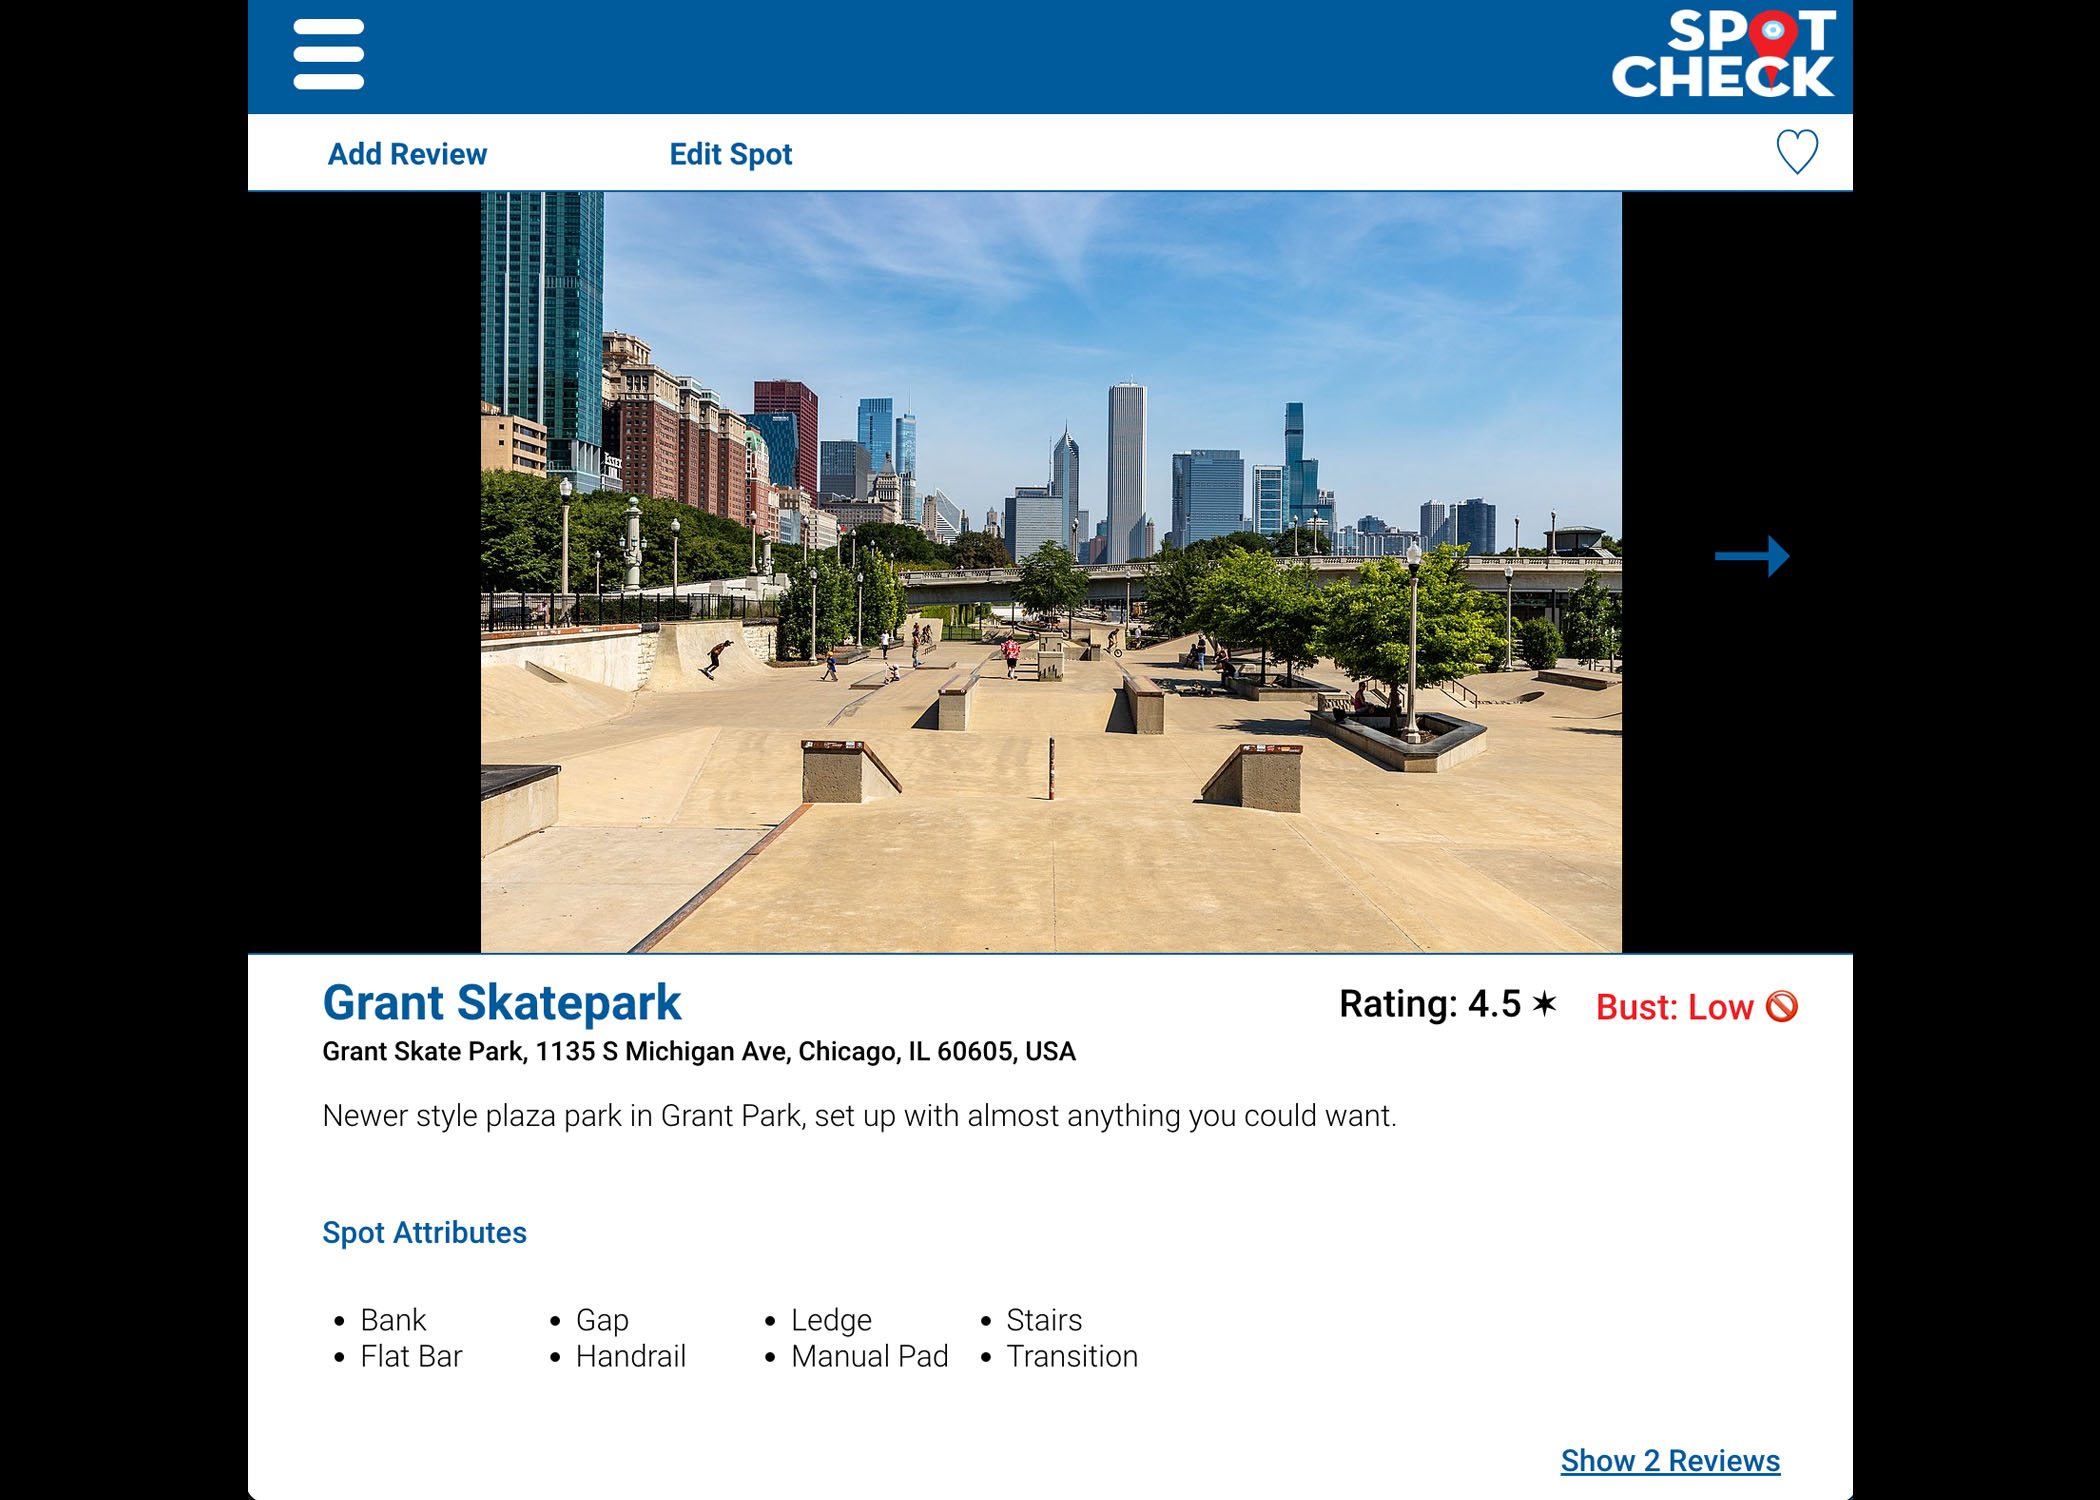 SPOT
CHECK
Add Review
Edit Spot
Grant Skatepark
Rating: 4.5 ✶
Bust: Low 🚫
Grant Skate Park, 1135 S Michigan Ave, Chicago, IL 60605, USA
Newer style plaza park in Grant Park, set up with almost anything you could want.
Spot Attributes
• Bank
• Flat Bar
• Gap
• Handrail
• Ledge
• Manual Pad
• Stairs
• Transition
Show 2 Reviews